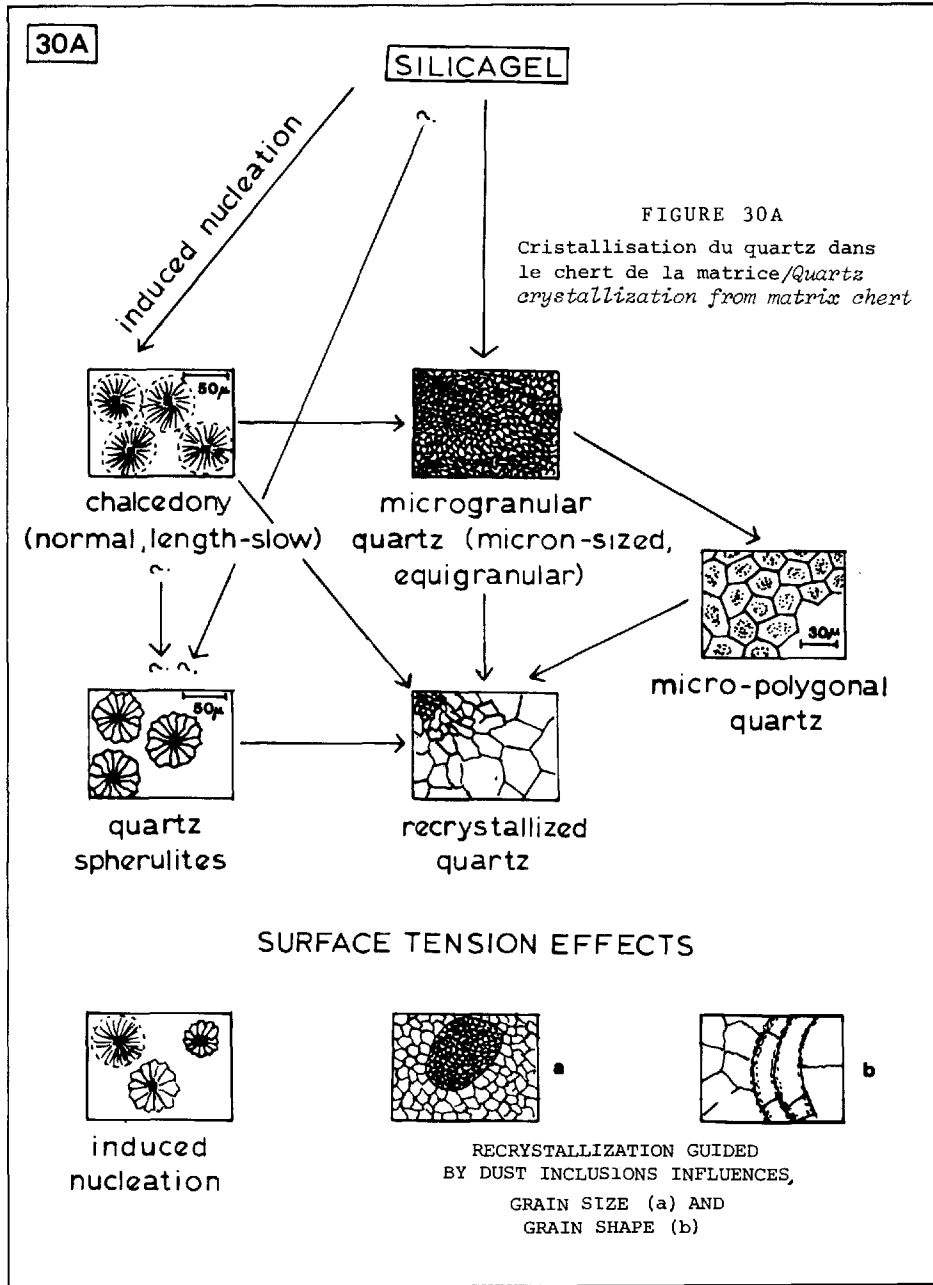 30A
SILICAGEL
?
induced nucleation
FIGURE 30A
Cristallisation du quartz dans
le chert de la matrice/Quartz
crystallization from matrix chert
50μ
chalcedony
(normal, length-slow)
microgranular
quartz (micron-sized,
equigranular)
30μ
micro-polygonal
quartz
?
? ?
50μ
quartz
spherulites
recrystallized
quartz
SURFACE TENSION EFFECTS
a
b
induced
nucleation
RECRYSTALLIZATION GUIDED
BY DUST INCLUSIONS INFLUENCES,
GRAIN SIZE (a) AND
GRAIN SHAPE (b)